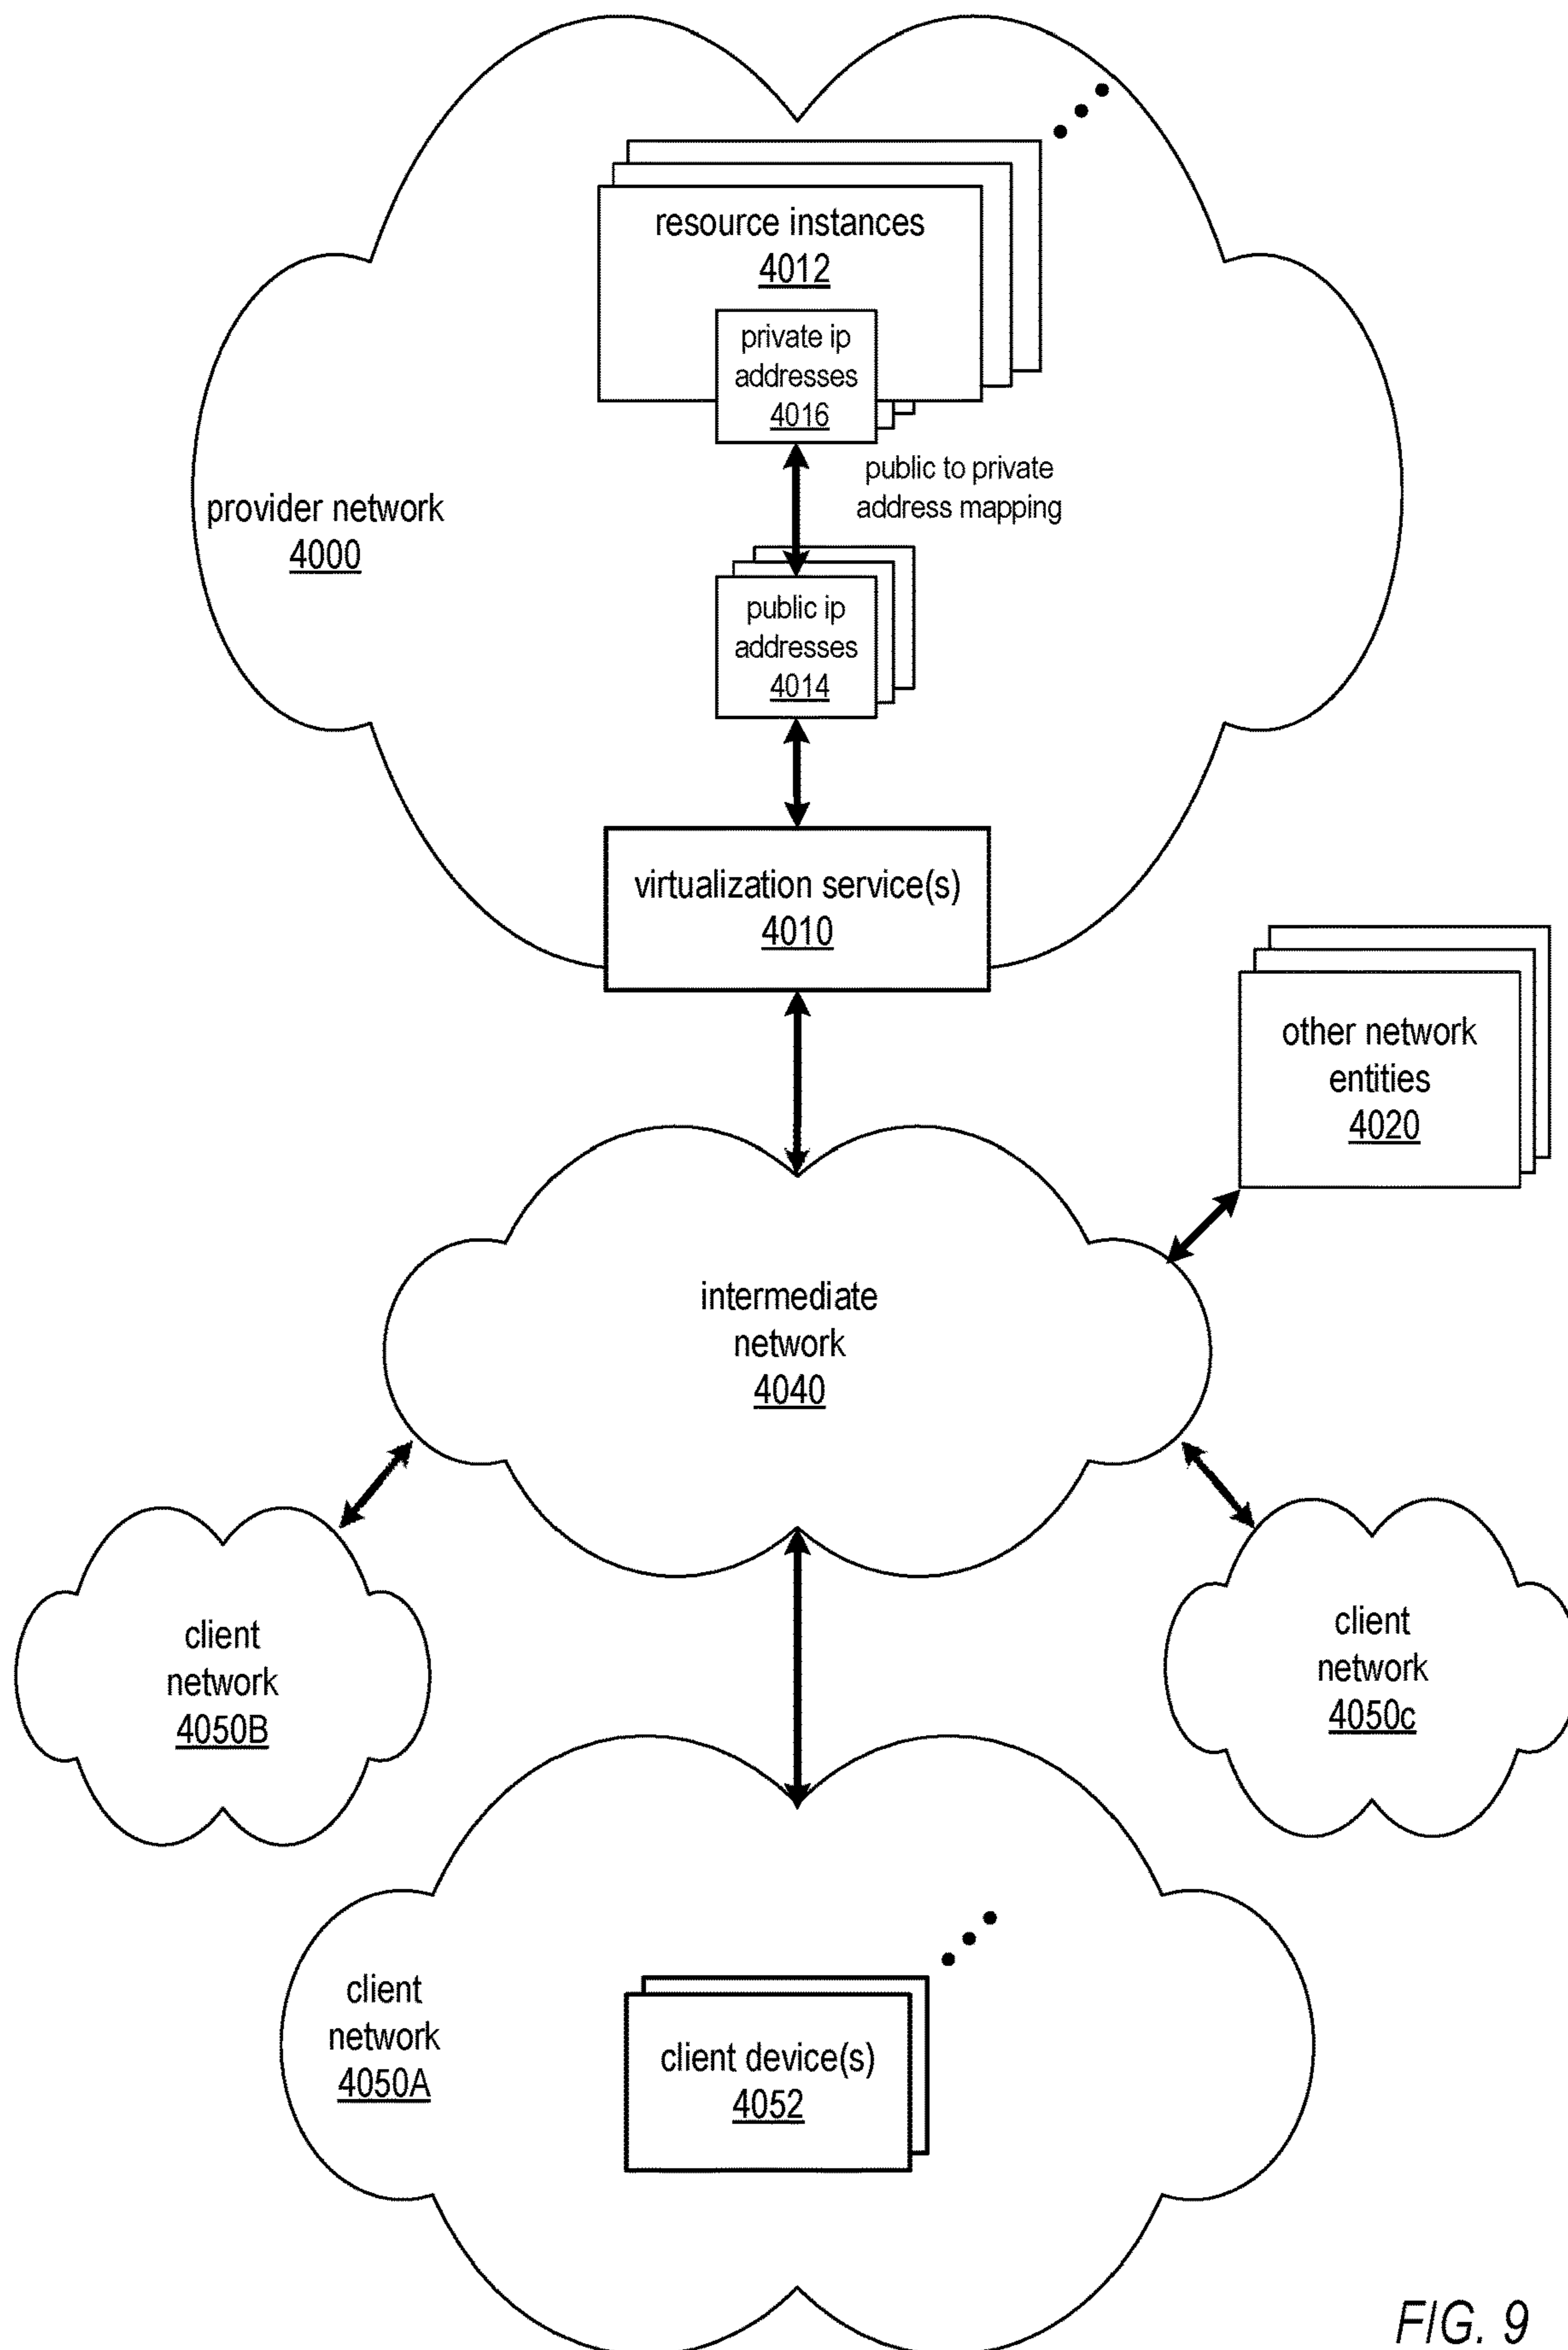 resource instances
4012
private ip
addresses
4016
public to private
address mapping
provider network
4000
public ip
addresses
4014
virtualization service(s)
4010
other network
entities
4020
intermediate
network
4040
client
network
4050B
client
network
4050c
client
network
4050A
client device(s)
4052
FIG. 9